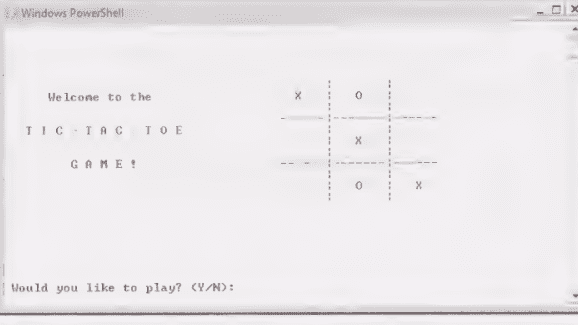 Windows PowerShell
Welcome to the
T I C - T A C   T O E
G A M E !
X O
X
O X
Would you like to play? (Y/N):